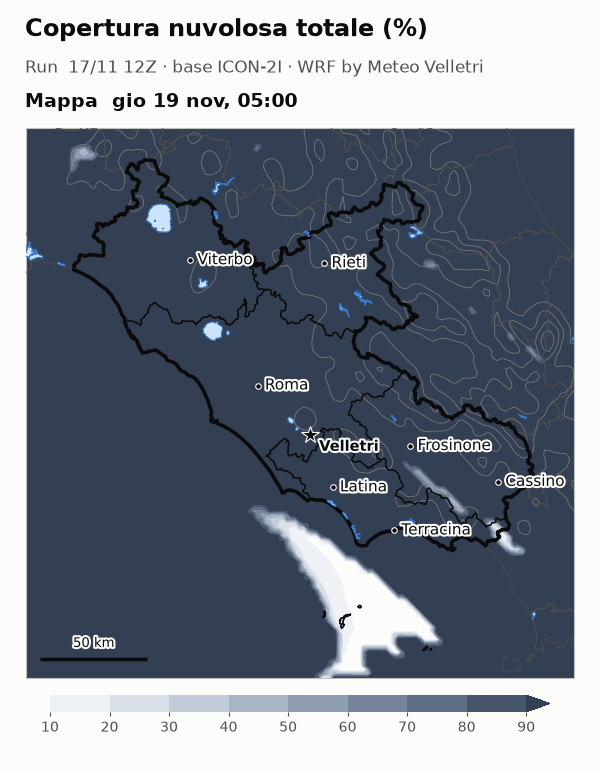 Copertura nuvolosa totale (%)
Run  17/11 12Z · base ICON-2I · WRF by Meteo Velletri
Mappa  gio 19 nov, 05:00
Viterbo
Rieti
Roma
Velletri
Frosinone
Cassino
Latina
Terracina
50 km
10 20 30 40 50 60 70 80 90